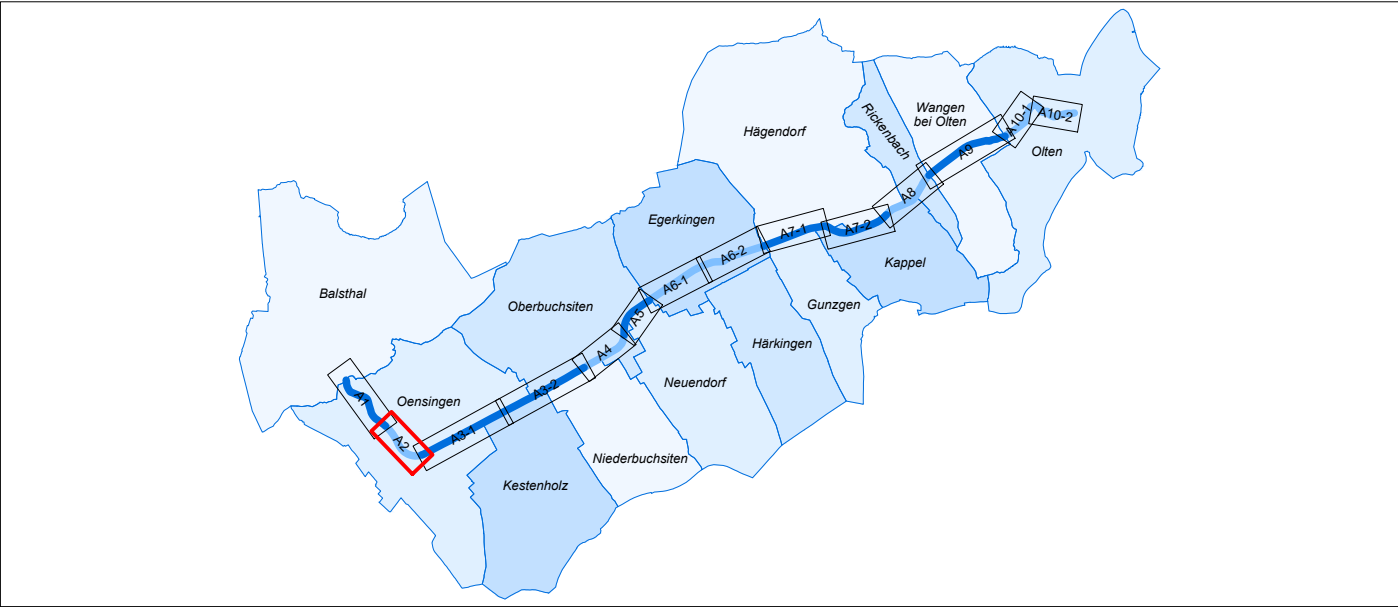 Hägendorf
Rickenbach
Wangen
bei Olten
A10-1
A10-2
Olten
A9
A8
Egerkingen
A7-1
A7-2
Kappel
A6-2
A6-1
Gunzgen
Balsthal
Oberbuchsiten
A5
Härkingen
A4
Neuendorf
A3-2
A1
Oensingen
A2
A3-1
Niederbuchsiten
Kestenholz